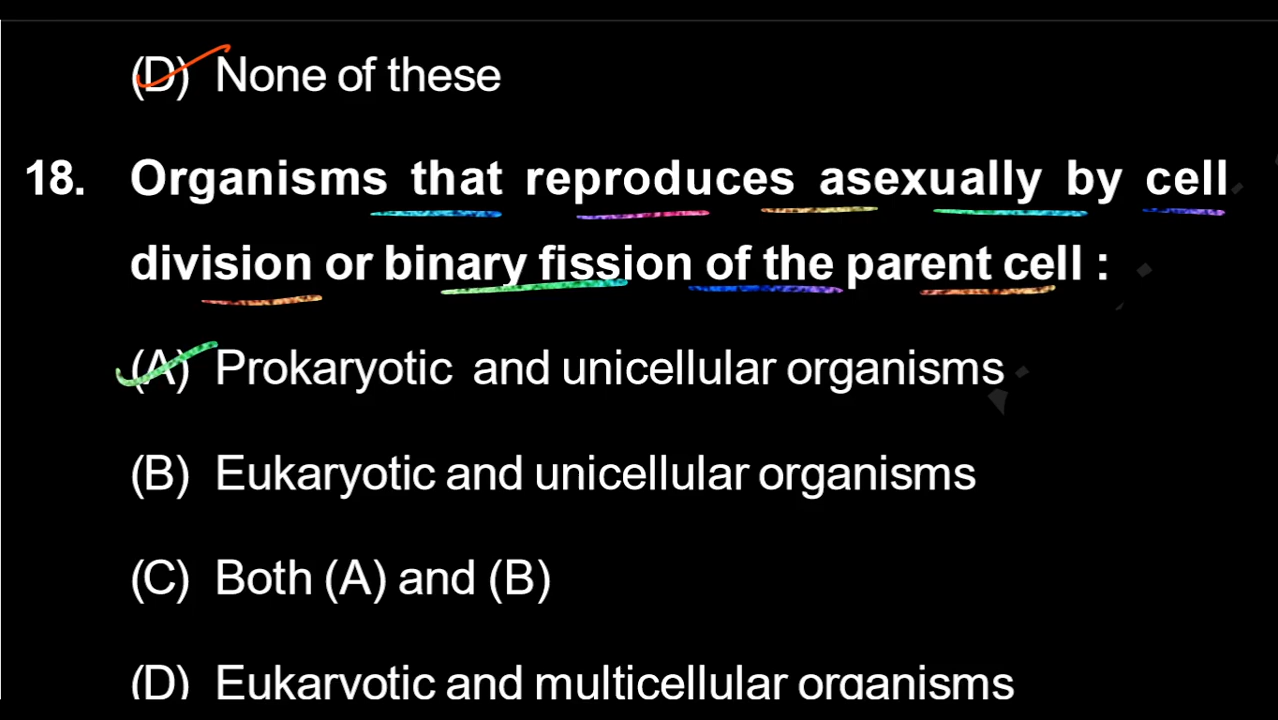 (D) None of these
18. Organisms that reproduces asexually by cell
division or binary fission of the parent cell :
(A) Prokaryotic and unicellular organisms
(B) Eukaryotic and unicellular organisms
(C) Both (A) and (B)
(D) Eukaryotic and multicellular organisms